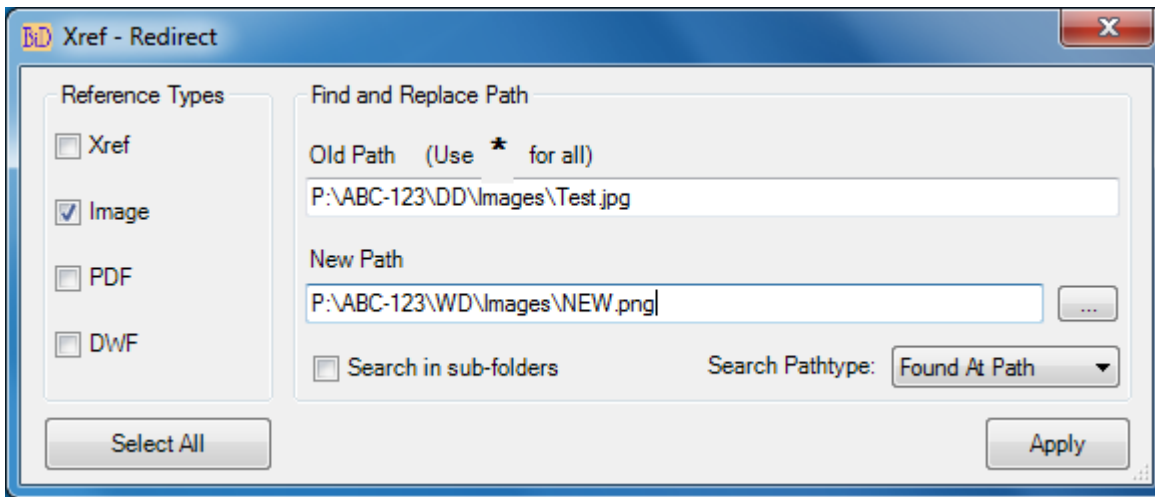 BiD Xref - Redirect
Reference Types
Xref
Image
PDF
DWF
Select All
Find and Replace Path
Old Path (Use * for all)
P:\ABC-123\DD\Images\Test.jpg
New Path
P:\ABC-123\WD\Images\NEW.png
...
Search in sub-folders
Search Pathtype: Found At Path
Apply